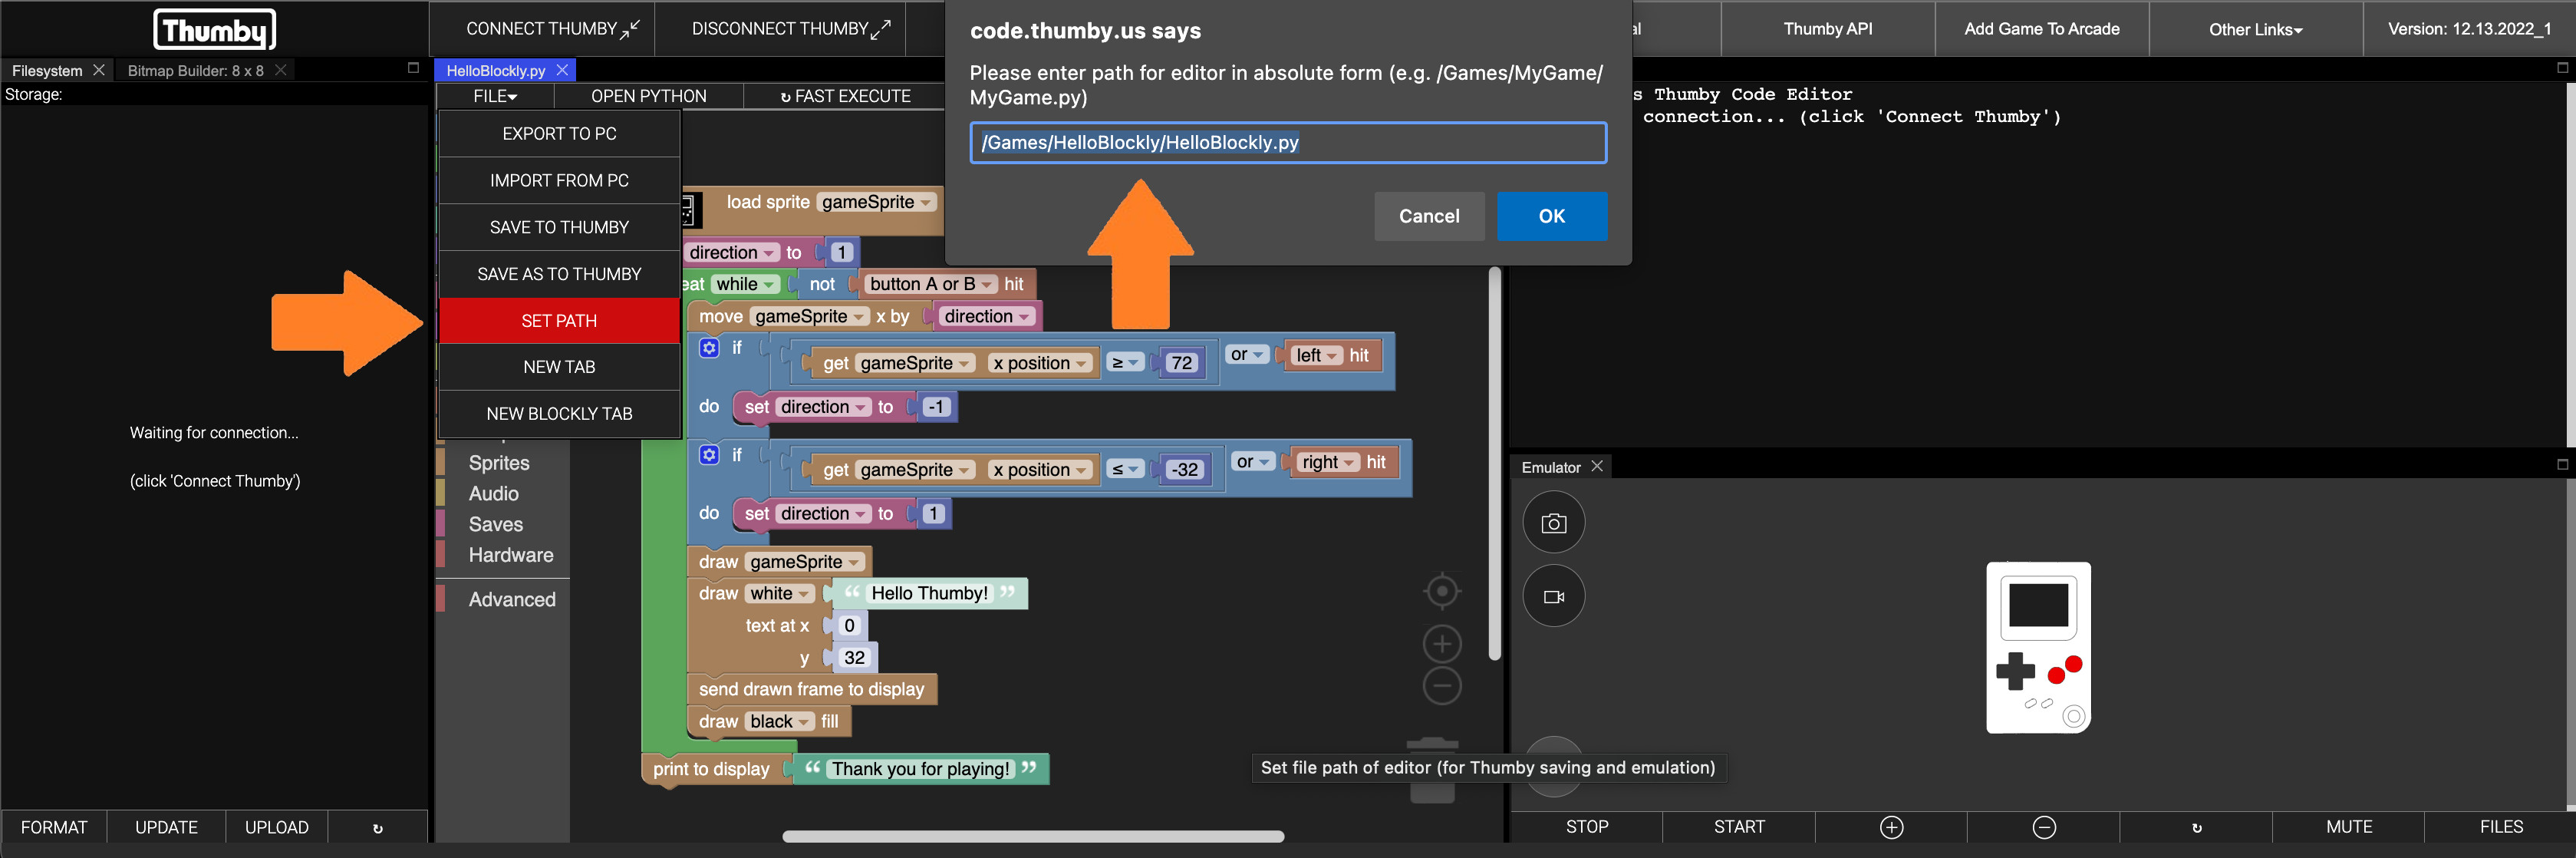 Thumby
CONNECT THUMBY
DISCONNECT THUMBY
al
Thumby API
Add Game To Arcade
Other Links
Version: 12.13.2022_1
code.thumby.us says
Please enter path for editor in absolute form (e.g. /Games/MyGame/
MyGame.py)
/Games/HelloBlockly/HelloBlockly.py
Cancel
OK
Filesystem
Bitmap Builder: 8 x 8
Storage:
Waiting for connection...
(click 'Connect Thumby')
FORMAT
UPDATE
UPLOAD
HelloBlockly.py
FILE
OPEN PYTHON
FAST EXECUTE
EXPORT TO PC
IMPORT FROM PC
SAVE TO THUMBY
SAVE AS TO THUMBY
SET PATH
NEW TAB
NEW BLOCKLY TAB
Sprites
Audio
Saves
Hardware
Advanced
load sprite gameSprite
direction to 1
eat while not button A or B hit
move gameSprite x by direction
if get gameSprite x position ≥ 72 or left hit
do set direction to -1
if get gameSprite x position ≤ -32 or right hit
do set direction to 1
draw gameSprite
draw white “ Hello Thumby! ”
text at x 0
y 32
send drawn frame to display
draw black fill
print to display “ Thank you for playing! ”
Set file path of editor (for Thumby saving and emulation)
s Thumby Code Editor
connection... (click 'Connect Thumby')
Emulator
STOP
START
MUTE
FILES